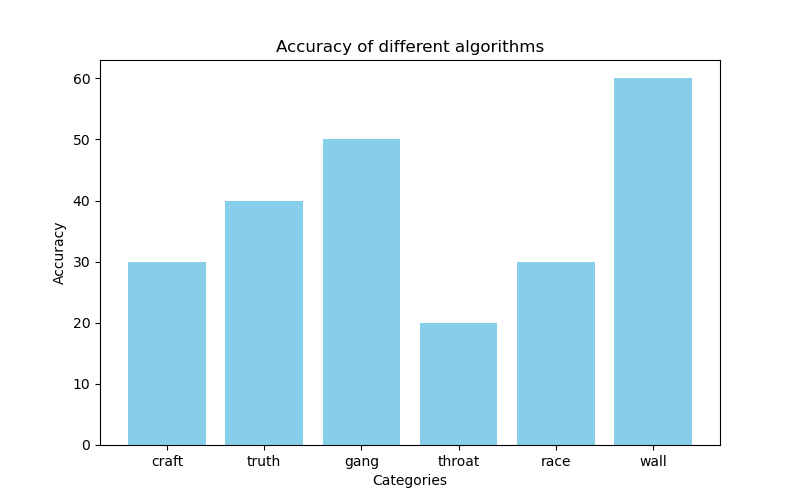 Accuracy of different algorithms
60
50
40
30
20
10
0
Accuracy
craft truth gang throat race wall
Categories